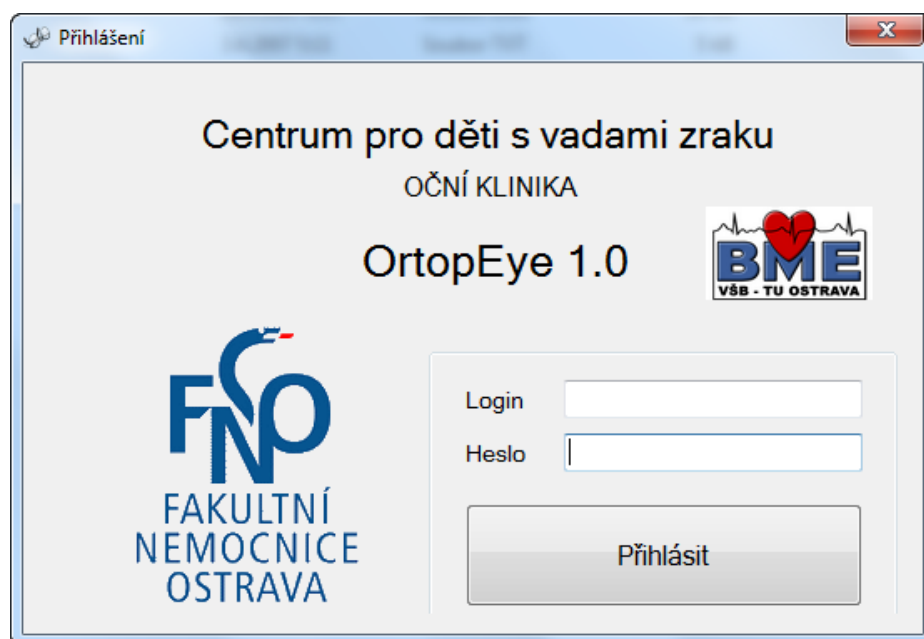 Přihlášení
Centrum pro děti s vadami zraku
OČNÍ KLINIKA
OrtopEye 1.0
BME
VŠB - TU OSTRAVA
FNO
FAKULTNÍ
NEMOCNICE
OSTRAVA
Login
Heslo
Přihlásit